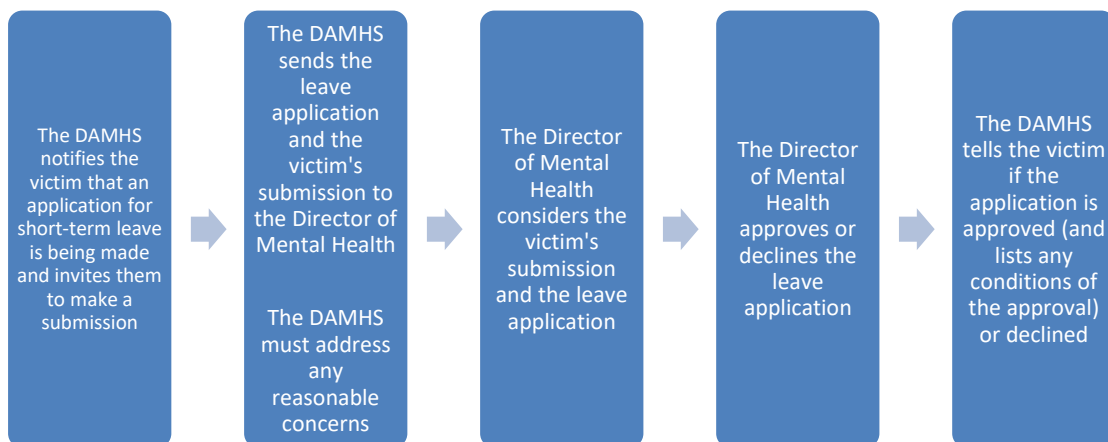 The DAMHS
notifies the
victim that an
application for
short-term leave
is being made
and invites them
to make a
submission
The DAMHS
sends the
leave
application
and the
victim's
submission to
the Director of
Mental Health
The DAMHS
must address
any
reasonable
concerns
The Director
of Mental
Health
considers the
victim's
submission
and the leave
application
The Director
of Mental
Health
approves or
declines the
leave
application
The DAMHS
tells the victim
if the
application is
approved (and
lists any
conditions of
the approval)
or declined